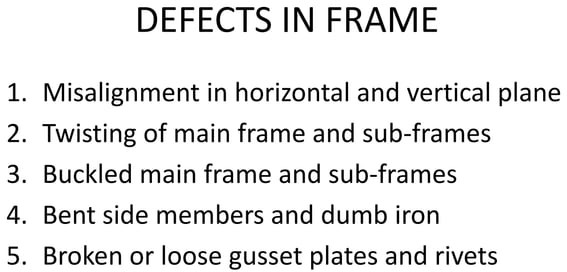 DEFECTS IN FRAME
1. Misalignment in horizontal and vertical plane
2. Twisting of main frame and sub-frames
3. Buckled main frame and sub-frames
4. Bent side members and dumb iron
5. Broken or loose gusset plates and rivets